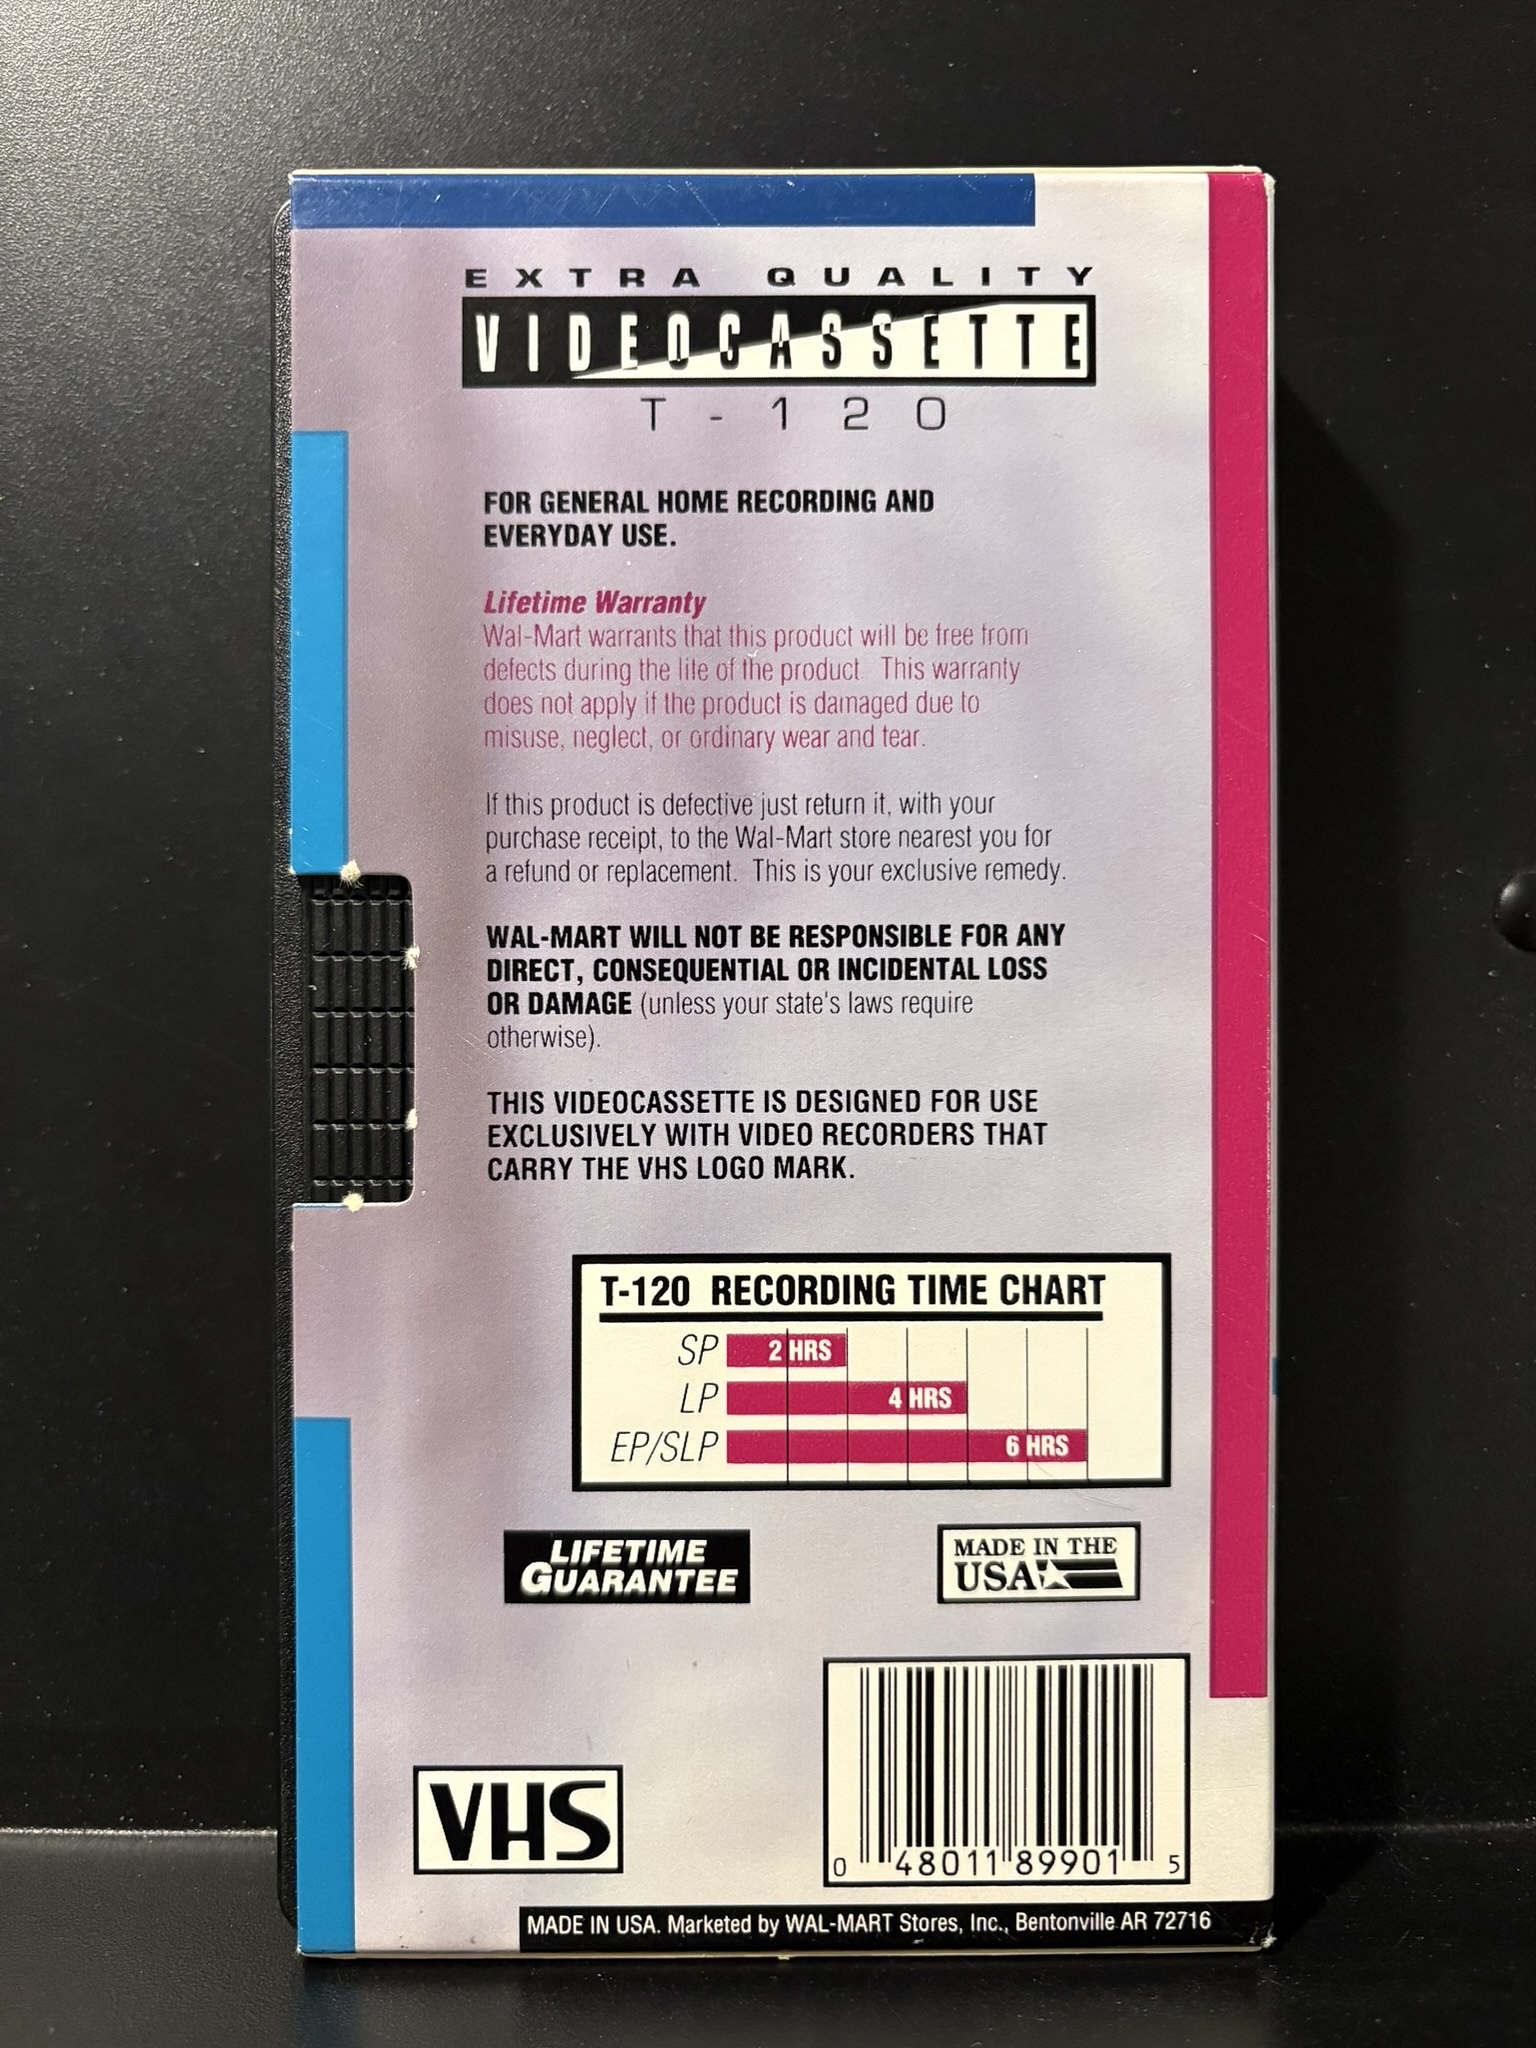 EXTRA QUALITY
VIDEOCASSETTE
T-120
FOR GENERAL HOME RECORDING AND
EVERYDAY USE.
Lifetime Warranty
Wal-Mart warrants that this product will be free from
defects during the life of the product. This warranty
does not apply if the product is damaged due to
misuse, neglect, or ordinary wear and tear.
If this product is defective just return it, with your
purchase receipt, to the Wal-Mart store nearest you for
a refund or replacement. This is your exclusive remedy.
WAL-MART WILL NOT BE RESPONSIBLE FOR ANY
DIRECT, CONSEQUENTIAL OR INCIDENTAL LOSS
OR DAMAGE (unless your state's laws require
otherwise).
THIS VIDEOCASSETTE IS DESIGNED FOR USE
EXCLUSIVELY WITH VIDEO RECORDERS THAT
CARRY THE VHS LOGO MARK.
T-120 RECORDING TIME CHART
SP 2 HRS
LP 4 HRS
EP/SLP 6 HRS
LIFETIME
GUARANTEE
MADE IN THE
USA
VHS
0 48011 89901 5
MADE IN USA. Marketed by WAL-MART Stores, Inc., Bentonville AR 72716